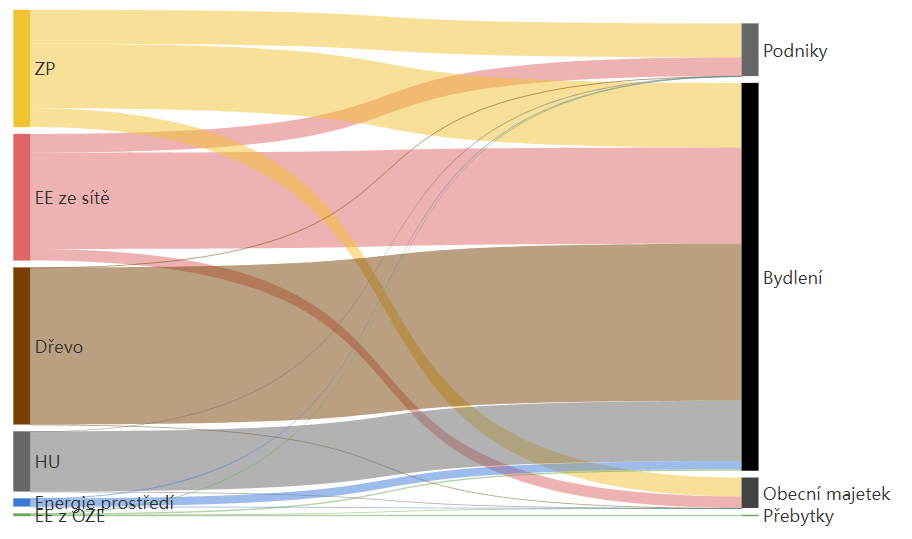 ZP
EE ze sítě
Dřevo
HU
Energie prostředí
EE z OZE
Podniky
Bydlení
Obecní majetek
Přebytky